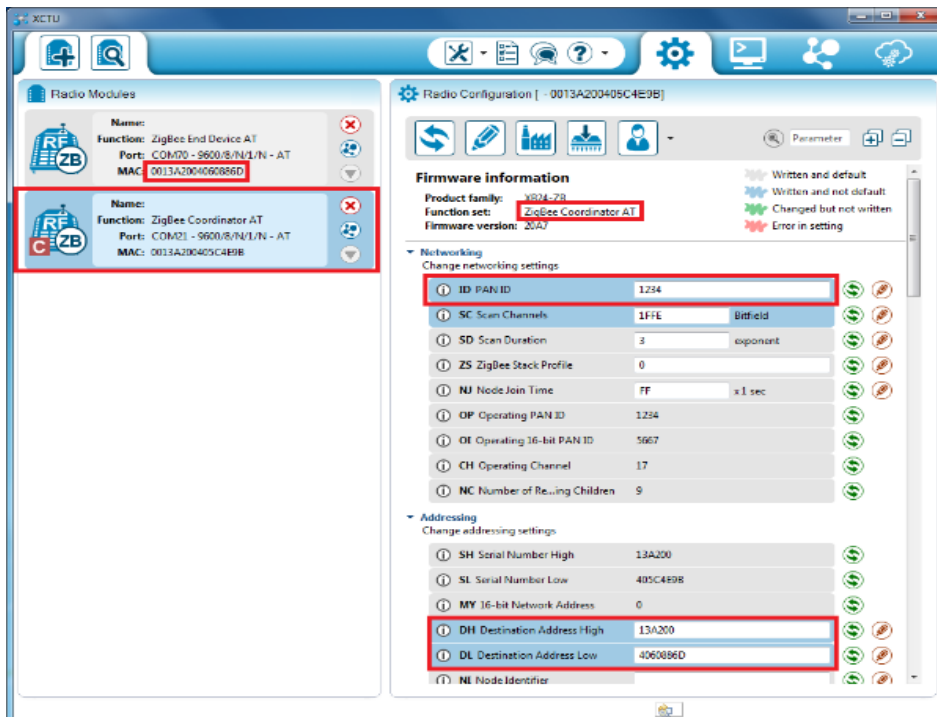 XCTU
Radio Modules
Name:
Function: ZigBee End Device AT
Port: COM70 - 9600/8/N/1/N - AT
MAC: 0013A2004060886D
RF
ZB
Name:
Function: ZigBee Coordinator AT
Port: COM21 - 9600/8/N/1/N - AT
MAC: 0013A200405C4E9B
RF
C ZB
Radio Configuration [ - 0013A200405C4E9B]
Parameter
Firmware information
Product family: XB24-ZB
Function set: ZigBee Coordinator AT
Firmware version: 20A7
Written and default
Written and not default
Changed but not written
Error in setting
Networking
Change networking settings
ID PAN ID 1234
SC Scan Channels 1FFE Bitfield
SD Scan Duration 3 exponent
ZS ZigBee Stack Profile 0
NJ Node Join Time FF x 1 sec
OP Operating PAN ID 1234
OI Operating 16-bit PAN ID 5667
CH Operating Channel 17
NC Number of Re...ing Children 9
Addressing
Change addressing settings
SH Serial Number High 13A200
SL Serial Number Low 405C4E9B
MY 16-bit Network Address 0
DH Destination Address High 13A200
DL Destination Address Low 4060886D
NI Node Identifier